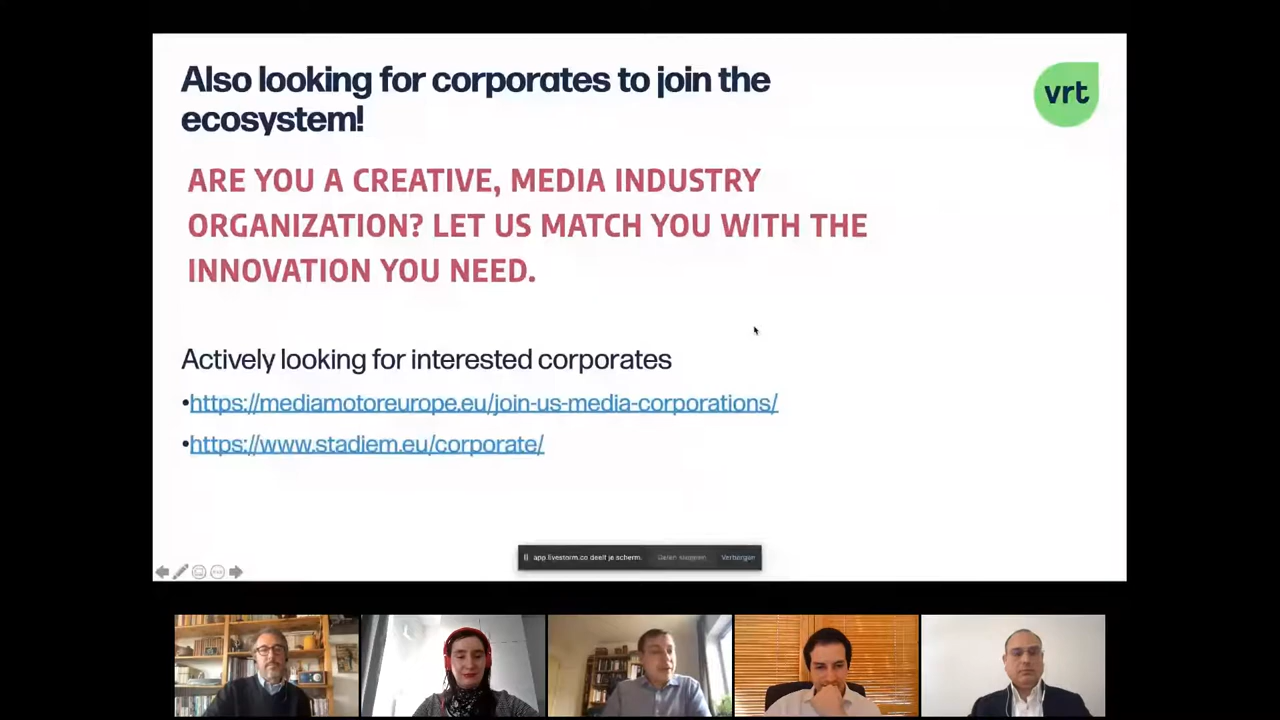 Also looking for corporates to join the
ecosystem!
vrt
ARE YOU A CREATIVE, MEDIA INDUSTRY
ORGANIZATION? LET US MATCH YOU WITH THE
INNOVATION YOU NEED.
Actively looking for interested corporates
•https://mediamotoreurope.eu/join-us-media-corporations/
•https://www.stadiem.eu/corporate/
app.livestorm.co deelt je scherm. Delen stoppen Verbergen